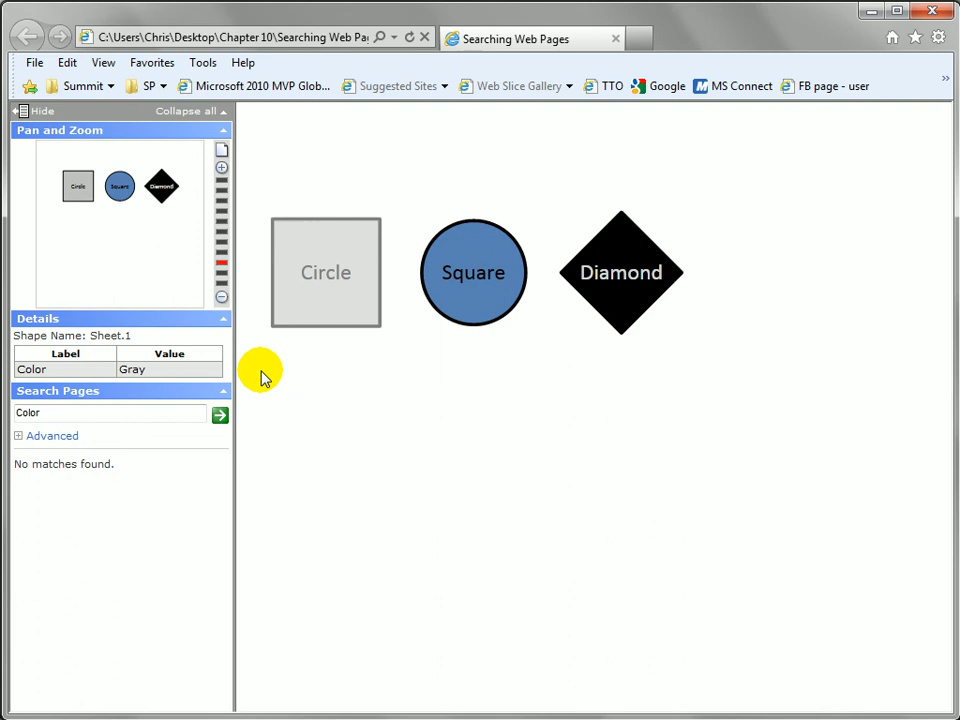 C:\Users\Chris\Desktop\Chapter 10\Searching Web Pa
Searching Web Pages
File Edit View Favorites Tools Help
Summit SP Microsoft 2010 MVP Glob... Suggested Sites Web Slice Gallery TTO Google MS Connect FB page - user
Hide Collapse all
Pan and Zoom
Circle Square Diamond
Details
Shape Name: Sheet.1
Label Value
Color Gray
Search Pages
Color
Advanced
No matches found.
Circle Square Diamond